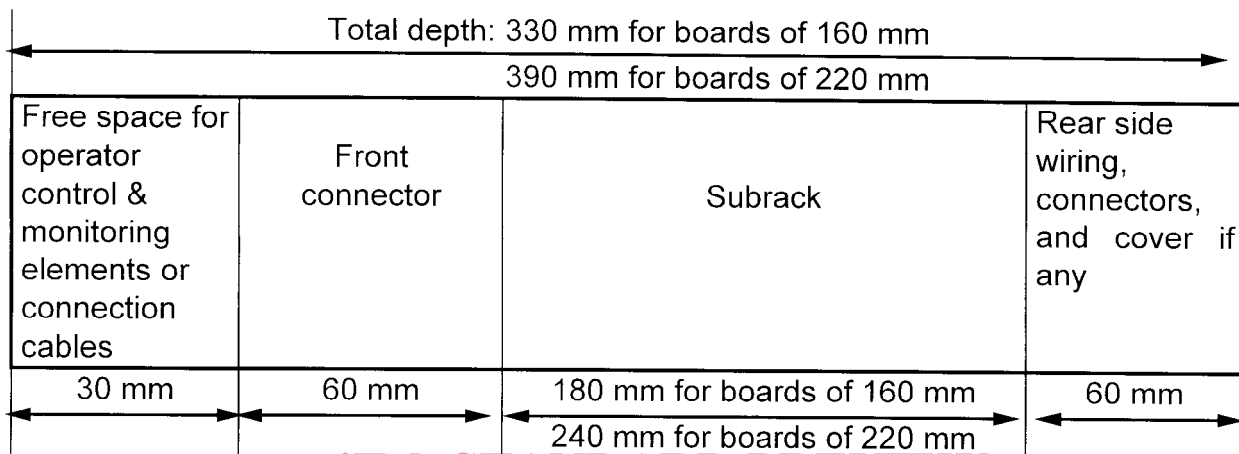 Total depth: 330 mm for boards of 160 mm
390 mm for boards of 220 mm
Free space for
operator
control &
monitoring
elements or
connection
cables
Front
connector
Subrack
Rear side
wiring,
connectors,
and cover if
any
30 mm
60 mm
180 mm for boards of 160 mm
60 mm
240 mm for boards of 220 mm